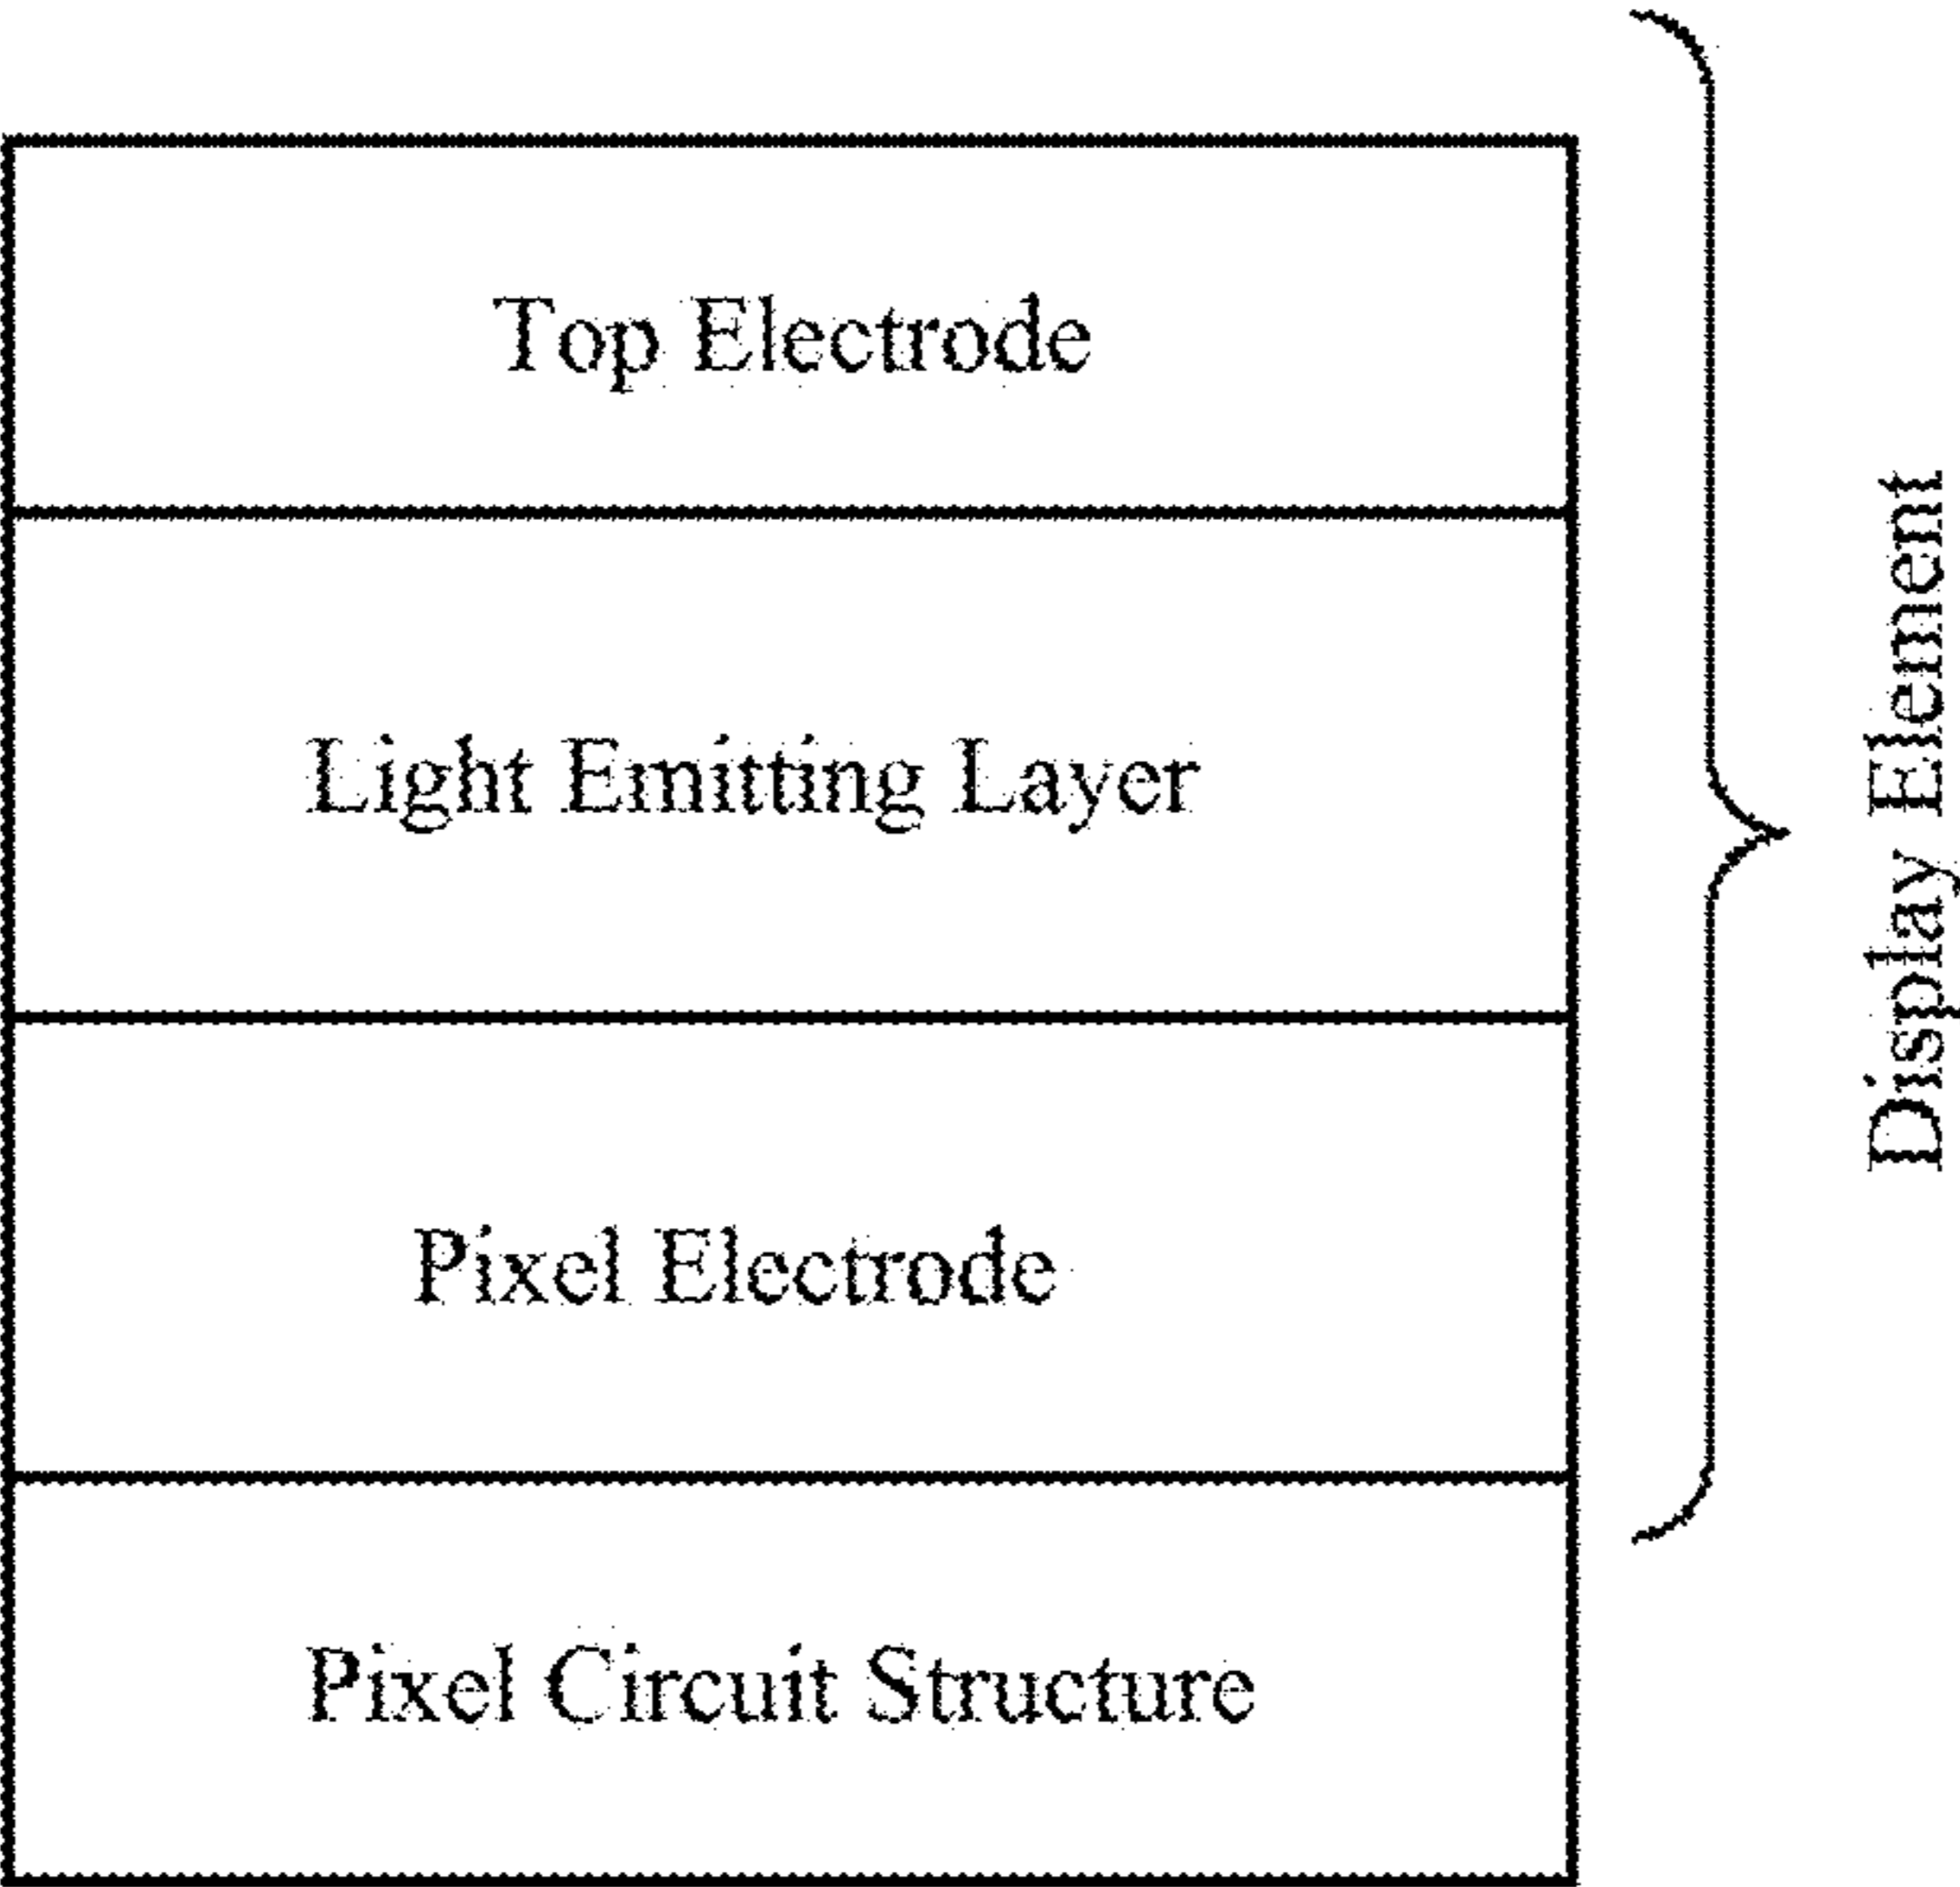 Top Electrode
Light Emitting Layer
Pixel Electrode
Pixel Circuit Structure
Display Element